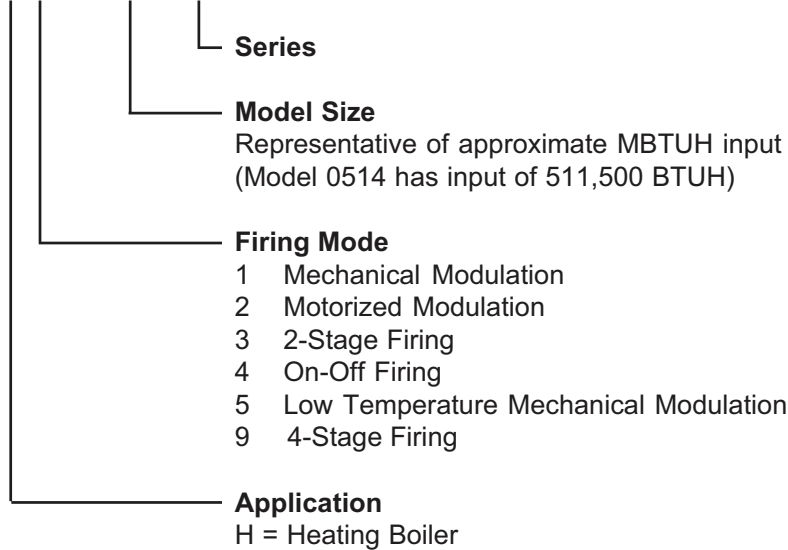 Series
Model Size
Representative of approximate MBTUH input
(Model 0514 has input of 511,500 BTUH)
Firing Mode
1 Mechanical Modulation
2 Motorized Modulation
3 2-Stage Firing
4 On-Off Firing
5 Low Temperature Mechanical Modulation
9 4-Stage Firing
Application
H = Heating Boiler